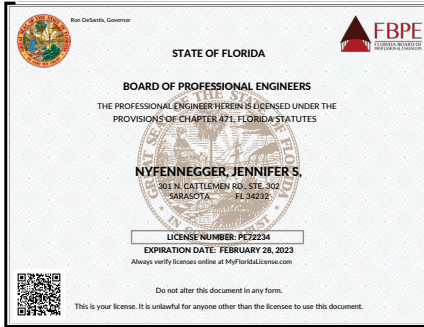 Ron DeSantis, Governor
FBPE
FLORIDA BOARD OF
PROFESSIONAL ENGINEERS
STATE OF FLORIDA
BOARD OF PROFESSIONAL ENGINEERS
THE PROFESSIONAL ENGINEER HEREIN IS LICENSED UNDER THE
PROVISIONS OF CHAPTER 471, FLORIDA STATUTES
NYFENNEGGER, JENNIFER S.
301 N. CATTLEMEN RD., STE. 302
SARASOTA FL 34232
LICENSE NUMBER: PE72234
EXPIRATION DATE: FEBRUARY 28, 2023
Always verify licenses online at MyFloridaLicense.com
Do not alter this document in any form.
This is your license. It is unlawful for anyone other than the licensee to use this document.